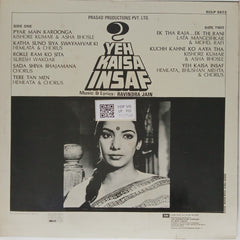 PRASAD PRODUCTIONS PVT. LTD.
HULP 5033
SIDE ONE
PYAR MAIN KAROONGA
KISHORE KUMAR & ASHA BHOSLE
KATHA SUNO SIYA SWAYAMVAR KI
HEMLATA & CHORUS
ROKLE RAM KO SITA
SURESH WADKAR
SADA SHIVA BHAJAMANA
CHORUS
TERE TAN MEN
HEMLATA & CHORUS
?
YEH
KAISA
INSAF
Music & Lyrics: RAVINDRA JAIN
SIDE TWO
EK THA RAJA... EK THI RANI
LATA MANGESHKAR
& MOHD. RAFI
KUCHH KAHNE KO AAYA THA
KISHORE KUMAR
& ASHA BHOSLE
YEH KAISA INSAF
HEMLATA, BHUSHAN MEHTA
& CHORUS
EMI